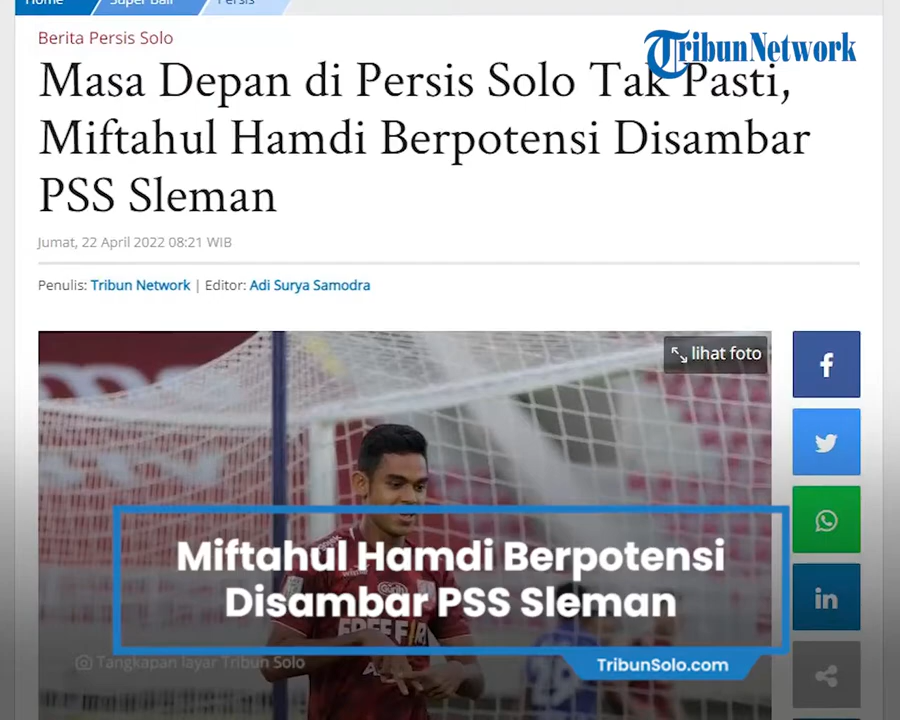 Home
Super Ball
Persis
Berita Persis Solo
TribunNetwork
Masa Depan di Persis Solo Tak Pasti,
Miftahul Hamdi Berpotensi Disambar
PSS Sleman
Jumat, 22 April 2022 08:21 WIB
Penulis: Tribun Network | Editor: Adi Surya Samodra
lihat foto
Miftahul Hamdi Berpotensi
Disambar PSS Sleman
FREE FIR
Tangkapan layar Tribun Solo
TribunSolo.com